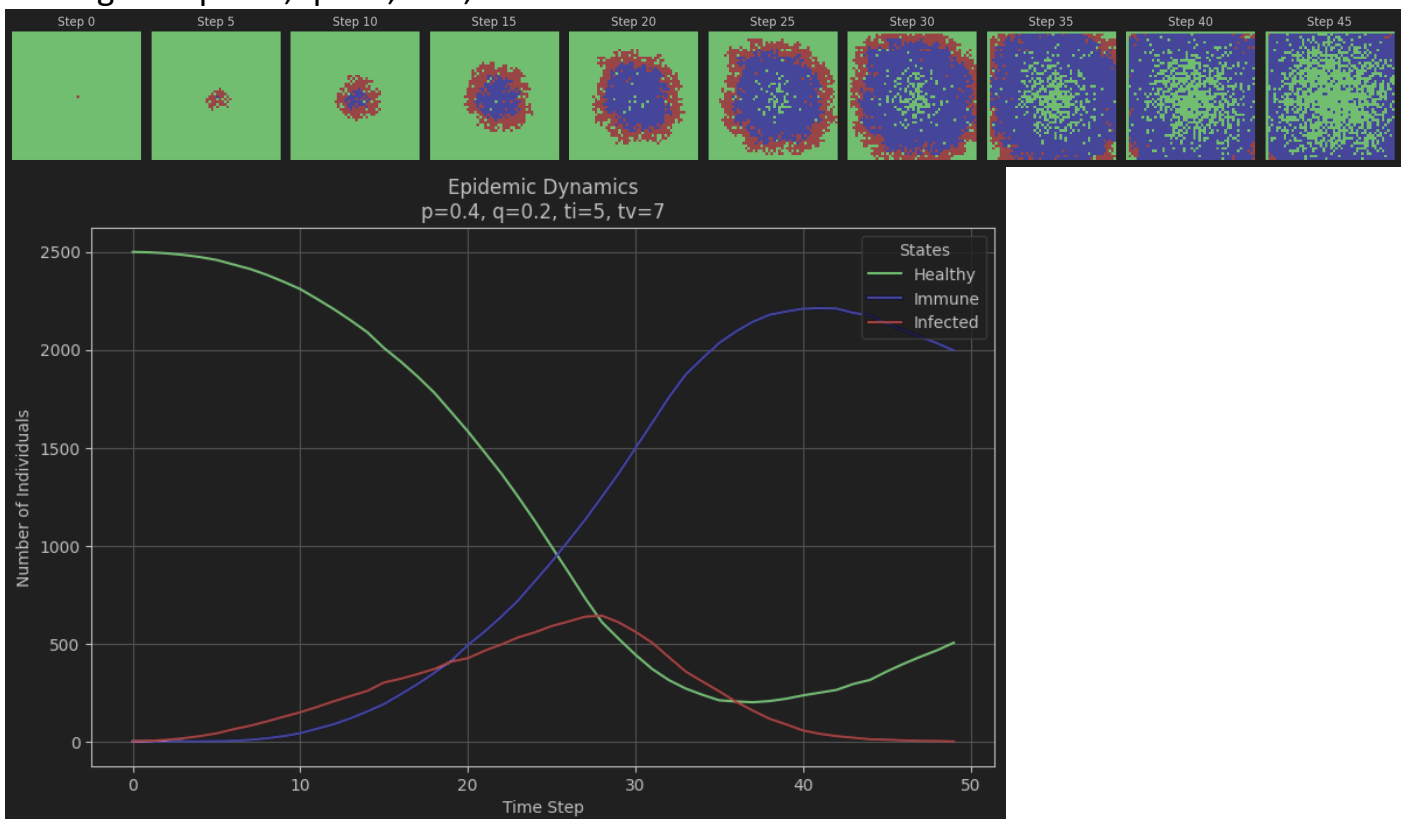 Step 0 Step 5 Step 10 Step 15 Step 20 Step 25 Step 30 Step 35 Step 40 Step 45
Epidemic Dynamics
p=0.4, q=0.2, ti=5, tv=7
States
Healthy
Immune
Infected
2500
2000
1500
1000
500
0
Number of Individuals
0 10 20 30 40 50
Time Step